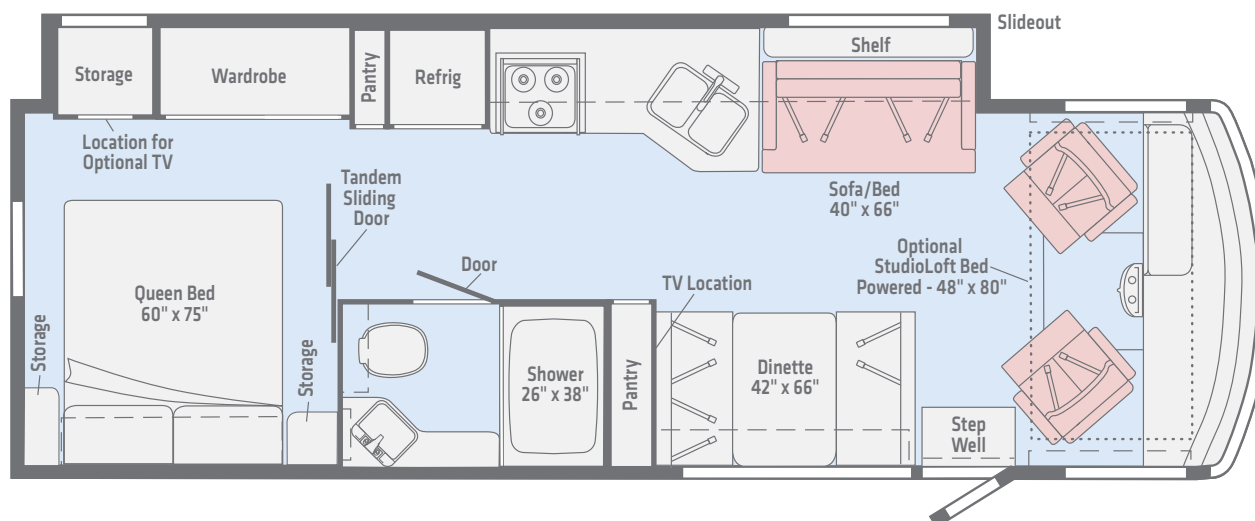 Slideout
Storage
Wardrobe
Pantry
Refrig
Shelf
Location for
Optional TV
Tandem
Sliding
Door
Sofa/Bed
40" x 66"
Optional
StudioLoft Bed
Powered - 48" x 80"
Door
TV Location
Queen Bed
60" x 75"
Storage
Storage
Shower
26" x 38"
Pantry
Dinette
42" x 66"
Step
Well